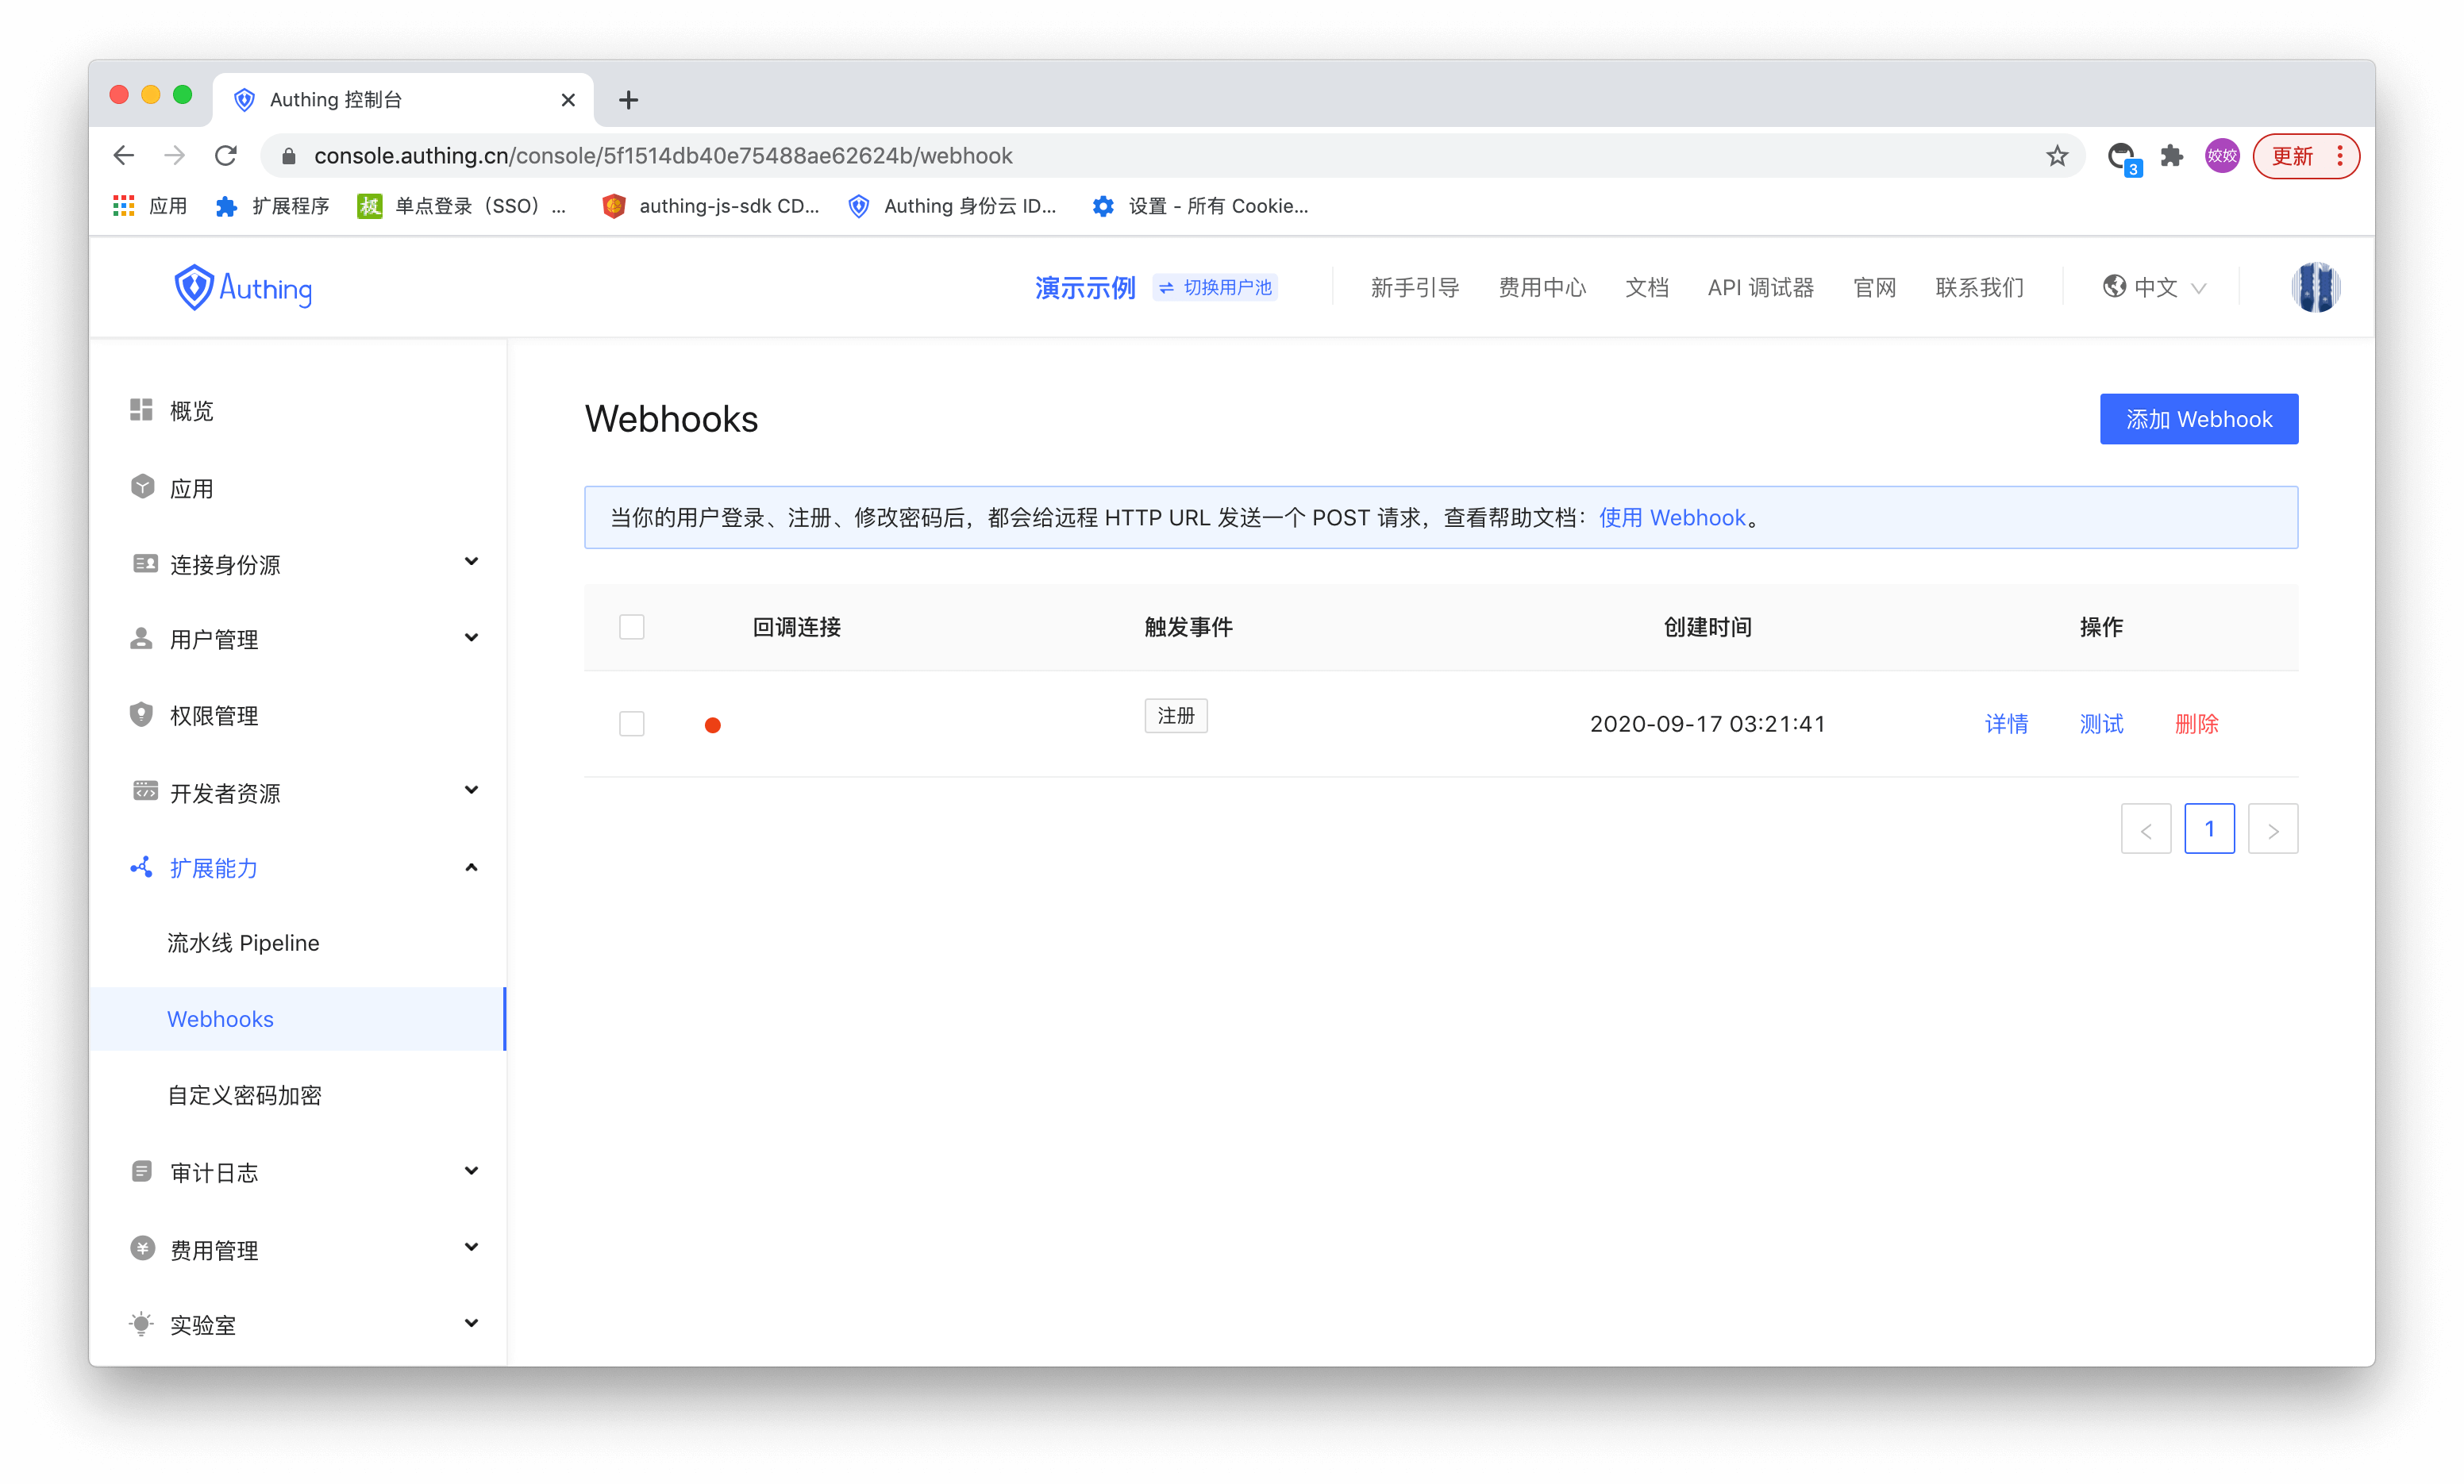 Authing 控制台
console.authing.cn/console/5f1514db40e75488ae62624b/webhook
3
姣姣
更新
应用
扩展程序
极
单点登录（SSO）...
authing-js-sdk CD...
Authing 身份云 ID...
设置 - 所有 Cookie...
Authing
演示示例
切换用户池
新手引导
费用中心
文档
API 调试器
官网
联系我们
中文
概览
应用
连接身份源
用户管理
权限管理
开发者资源
扩展能力
流水线 Pipeline
Webhooks
自定义密码加密
审计日志
费用管理
实验室
Webhooks
添加 Webhook
当你的用户登录、注册、修改密码后，都会给远程 HTTP URL 发送一个 POST 请求，查看帮助文档：使用 Webhook。
回调连接 触发事件 创建时间 操作
注册 2020-09-17 03:21:41 详情 测试 删除
1